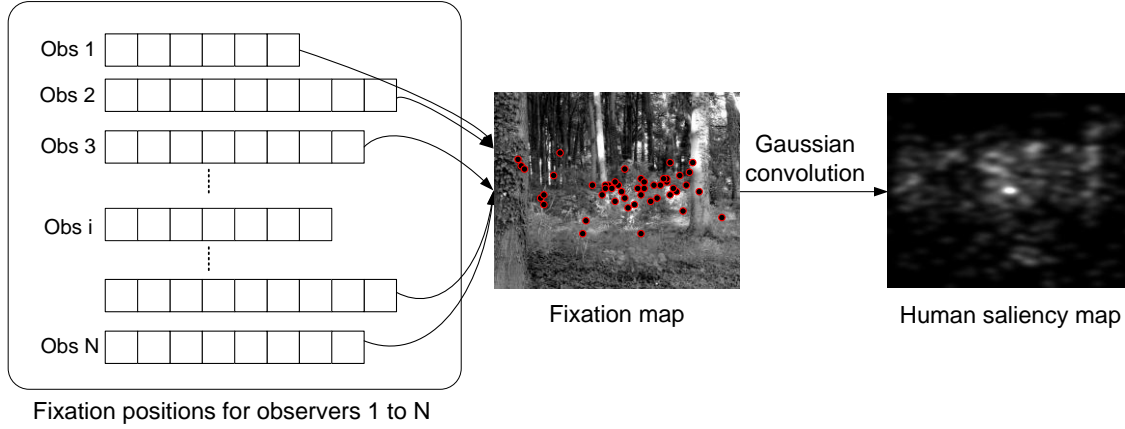 Obs 1
Obs 2
Obs 3
Obs i
Obs N
Fixation positions for observers 1 to N
Fixation map
Gaussian
convolution
Human saliency map